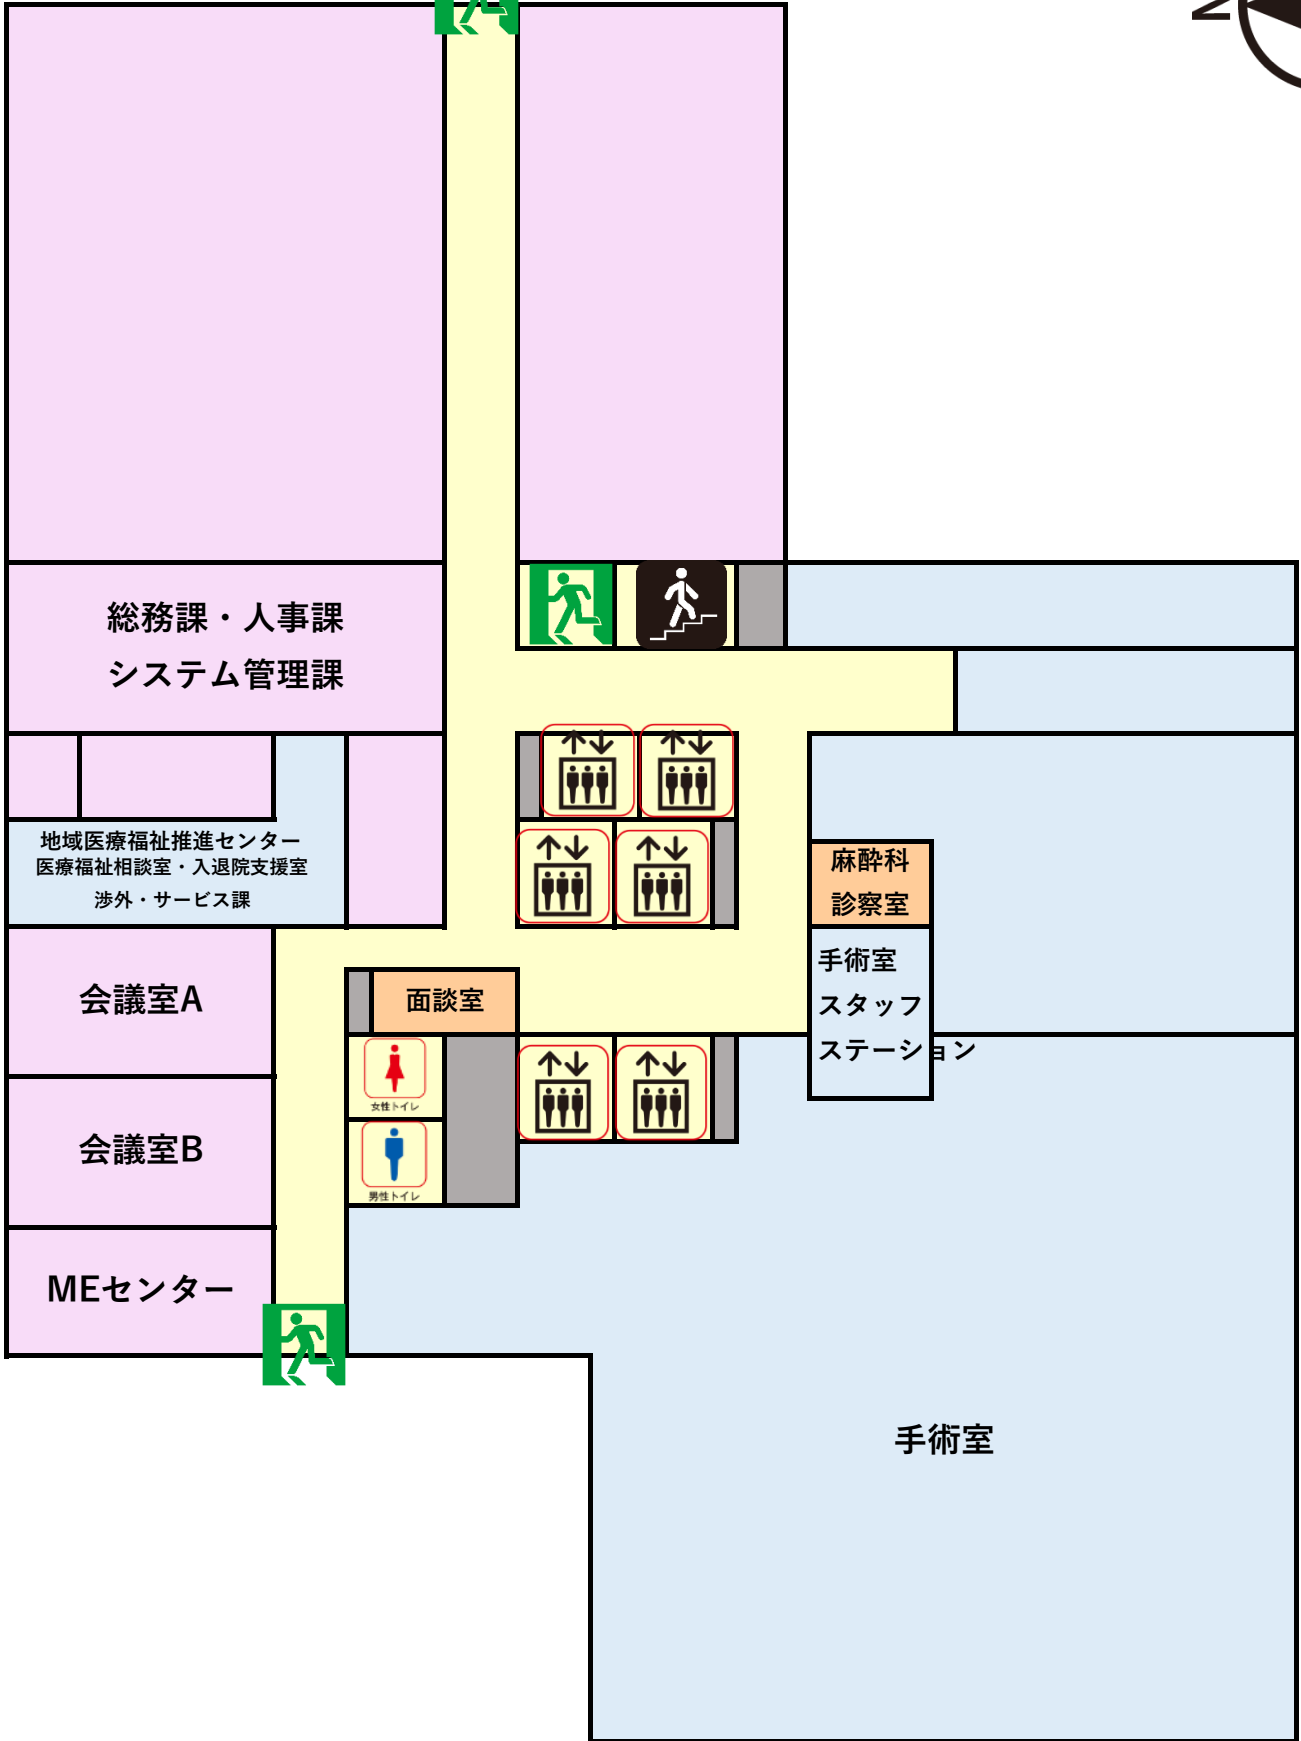 N
総務課・人事課
システム管理課
地域医療福祉推進センター
医療福祉相談室・入退院支援室
渉外・サービス課
麻酔科
診察室
手術室
スタッフ
ステーション
会議室A
面談室
女性トイレ
会議室B
男性トイレ
MEセンター
手術室